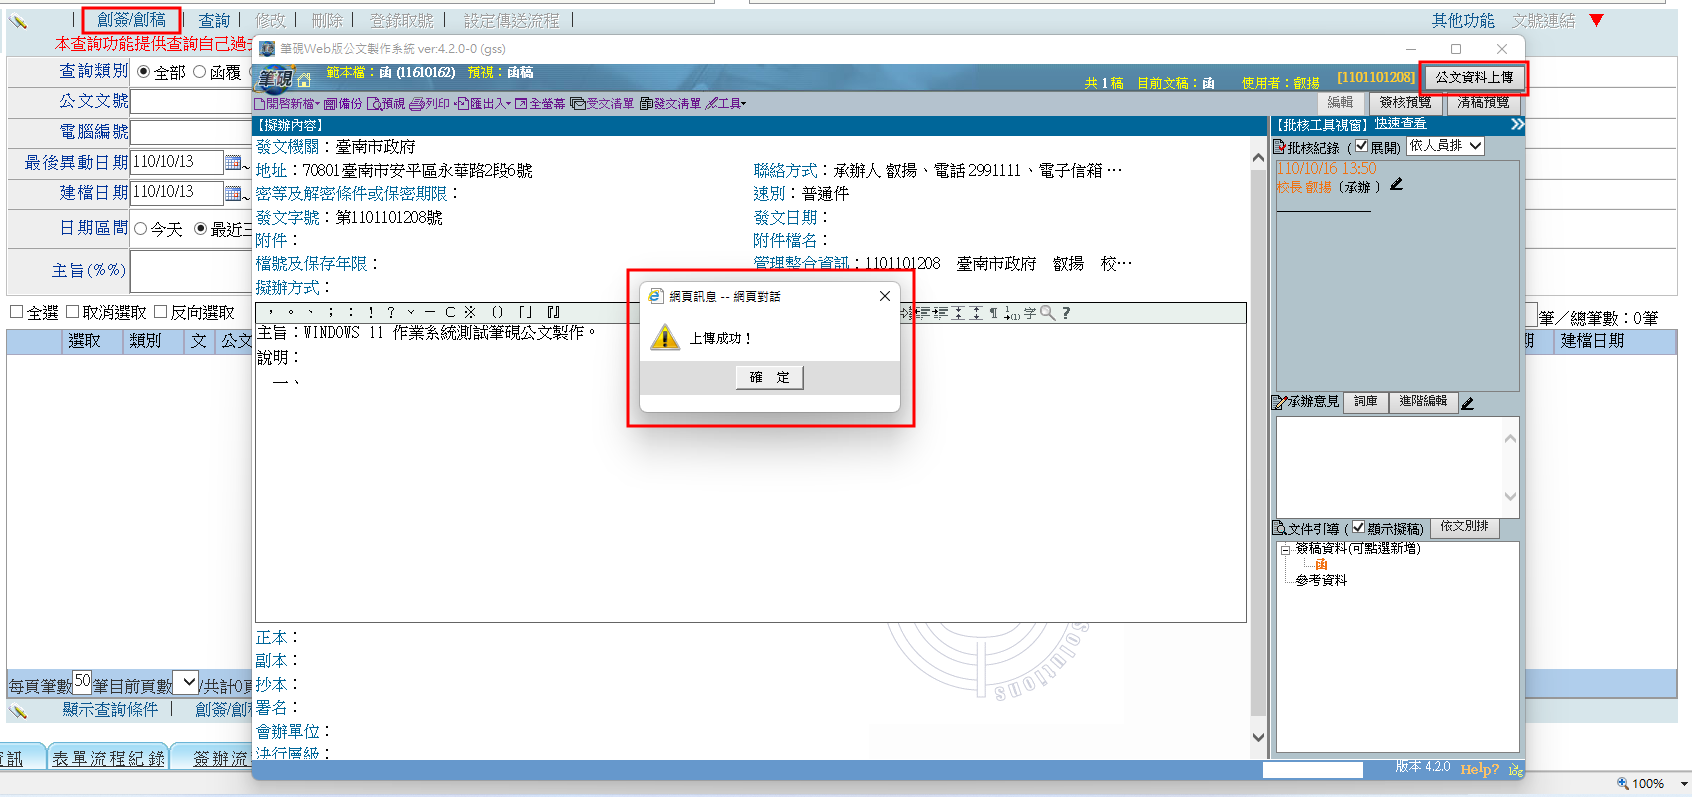 創簽/創稿 | 查詢 | 修改 | 刪除 | 登錄取號 | 設定傳送流程 |
其他功能 文號連結
本查詢功能提供查詢自己過
查詢類別 全部 函覆
公文文號
電腦編號
最後異動日期 110/10/13 ~
建檔日期 110/10/13 ~
日期區間 今天 最近三
主旨(%%)
全選 取消選取 反向選取
筆／總筆數：0筆
選取 類別 文 公文
期 建檔日期
每頁筆數 50 筆目前頁數 /共計0頁
顯示查詢條件 | 創簽/創稿
資訊 表單流程紀錄 簽辦流
筆硯Web版公文製作系統 ver:4.2.0-0 (gss)
筆硯
範本檔：函 (11610162) 預視：函稿
共 1 稿 目前文稿：函 使用者：叡揚 [1101101208] 公文資料上傳
開啓新檔 備份 預視 列印 匯出入 全螢幕 受文清單 發文清單 工具
編輯 簽核預覽 清稿預覽
【擬辦內容】
發文機關：臺南市政府
地址：70801臺南市安平區永華路2段6號
聯絡方式：承辦人 叡揚、電話 2991111、電子信箱 …
密等及解密條件或保密期限：
速別：普通件
發文字號：第1101101208號
發文日期：
附件：
附件檔名：
檔號及保存年限：
管理整合資訊：1101101208 臺南市政府 叡揚 校…
擬辦方式：
，。、；：！？ˇ－ㄈ※（）「」『』
¶ 字 ?
主旨：WINDOWS 11 作業系統測試筆硯公文製作。
說明：
一、
網頁訊息 -- 網頁對話
上傳成功！
確 定
正本：
副本：
抄本：
署名：
會辦單位：
決行層級：
solutions
【批核工具視窗】 快速查看
批核紀錄 ( 展開) 依人員排
110/10/16 13:50
校長 叡揚 (承辦 )
承辦意見 詞庫 進階編輯
文件引導 ( 顯示擬稿) 依文別排
簽稿資料(可點選新增)
函
參考資料
版本 4.2.0 Help? log
100%